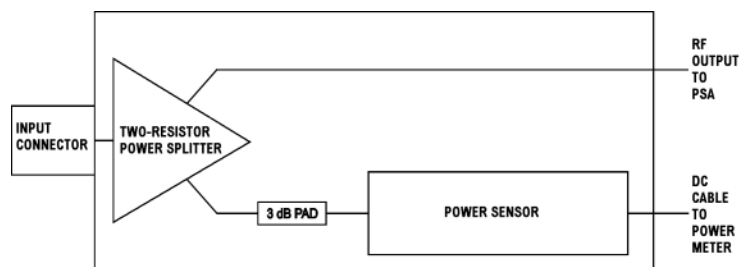 INPUT
CONNECTOR
TWO-RESISTOR
POWER SPLITTER
RF
OUTPUT
TO
PSA
3 dB PAD
POWER SENSOR
DC
CABLE
TO
POWER
METER